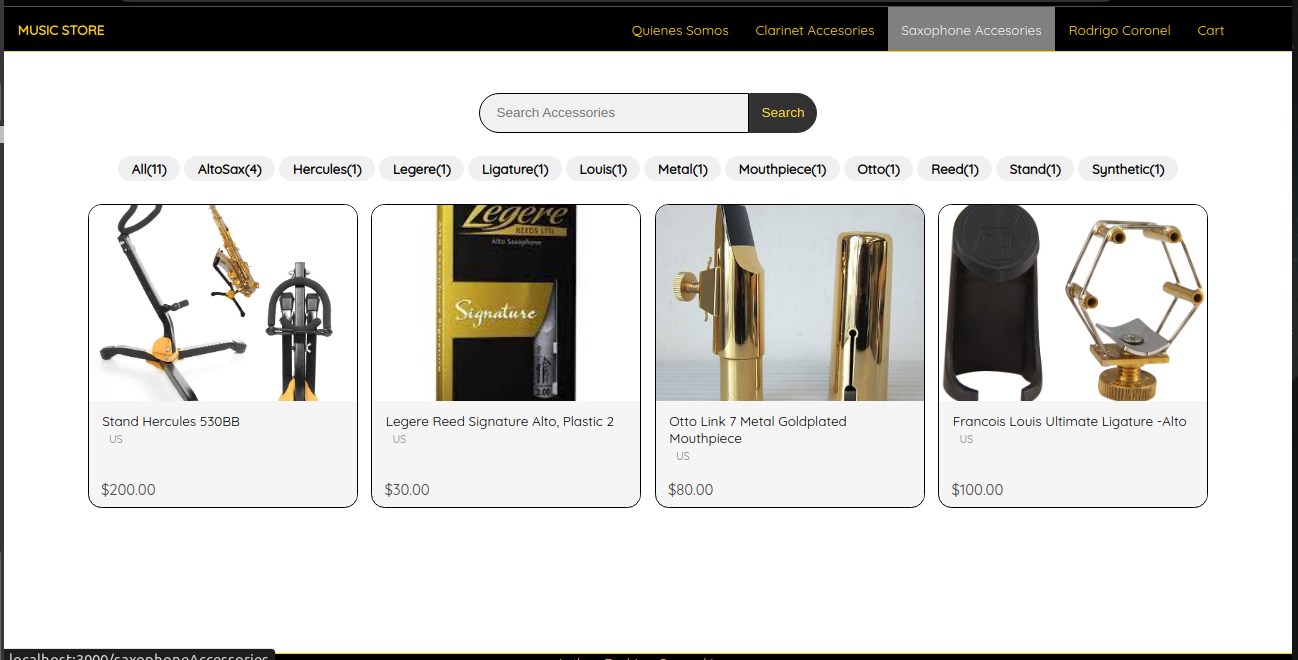 MUSIC STORE
Quienes Somos
Clarinet Accesories
Saxophone Accesories
Rodrigo Coronel
Cart
Search Accessories
Search
All(11)
AltoSax(4)
Hercules(1)
Legere(1)
Ligature(1)
Louis(1)
Metal(1)
Mouthpiece(1)
Otto(1)
Reed(1)
Stand(1)
Synthetic(1)
Legere
REEDS LTD
Alto Saxophone
Signature
Stand Hercules 530BB
US
$200.00
Legere Reed Signature Alto, Plastic 2
US
$30.00
Otto Link 7 Metal Goldplated
Mouthpiece
US
$80.00
Francois Louis Ultimate Ligature -Alto
US
$100.00
localhost:3000/saxophoneAccessories